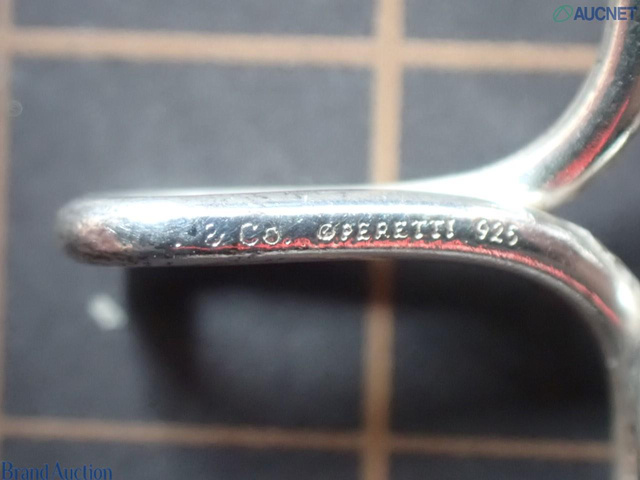 AUCNET
& Co. ©PERETTI 925
Brand Auction